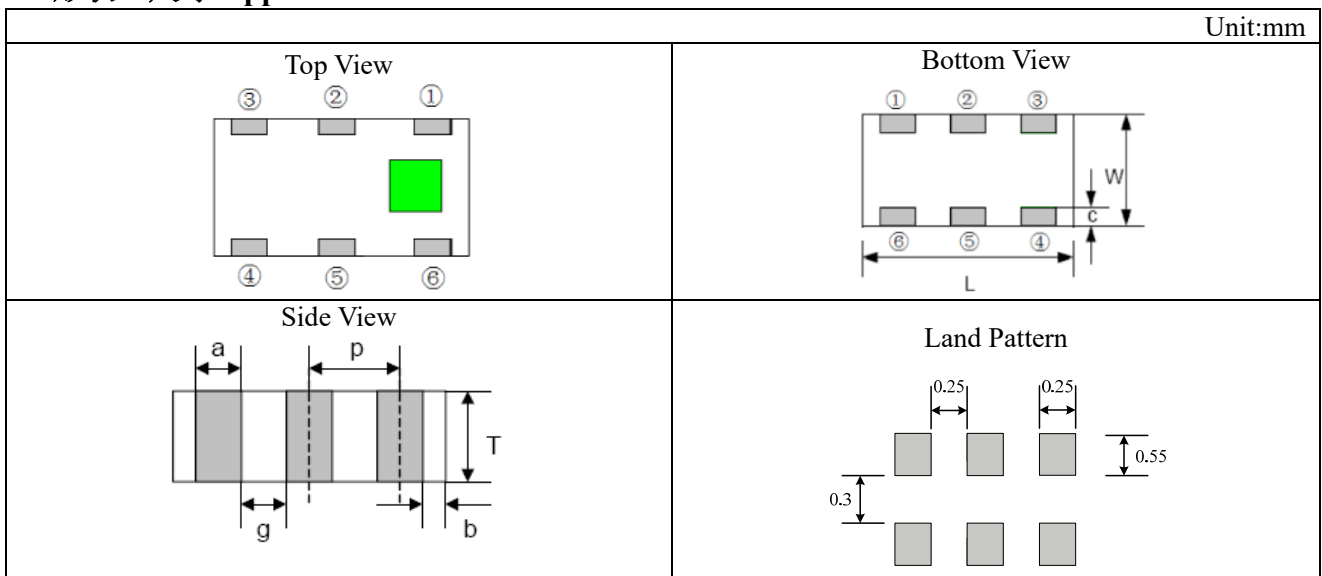 Unit:mm
Top View
③ ② ①
④ ⑤ ⑥
Bottom View
① ② ③
W
c
⑥ ⑤ ④
L
Side View
a p
T
g b
Land Pattern
0.25 0.25
0.55
0.3